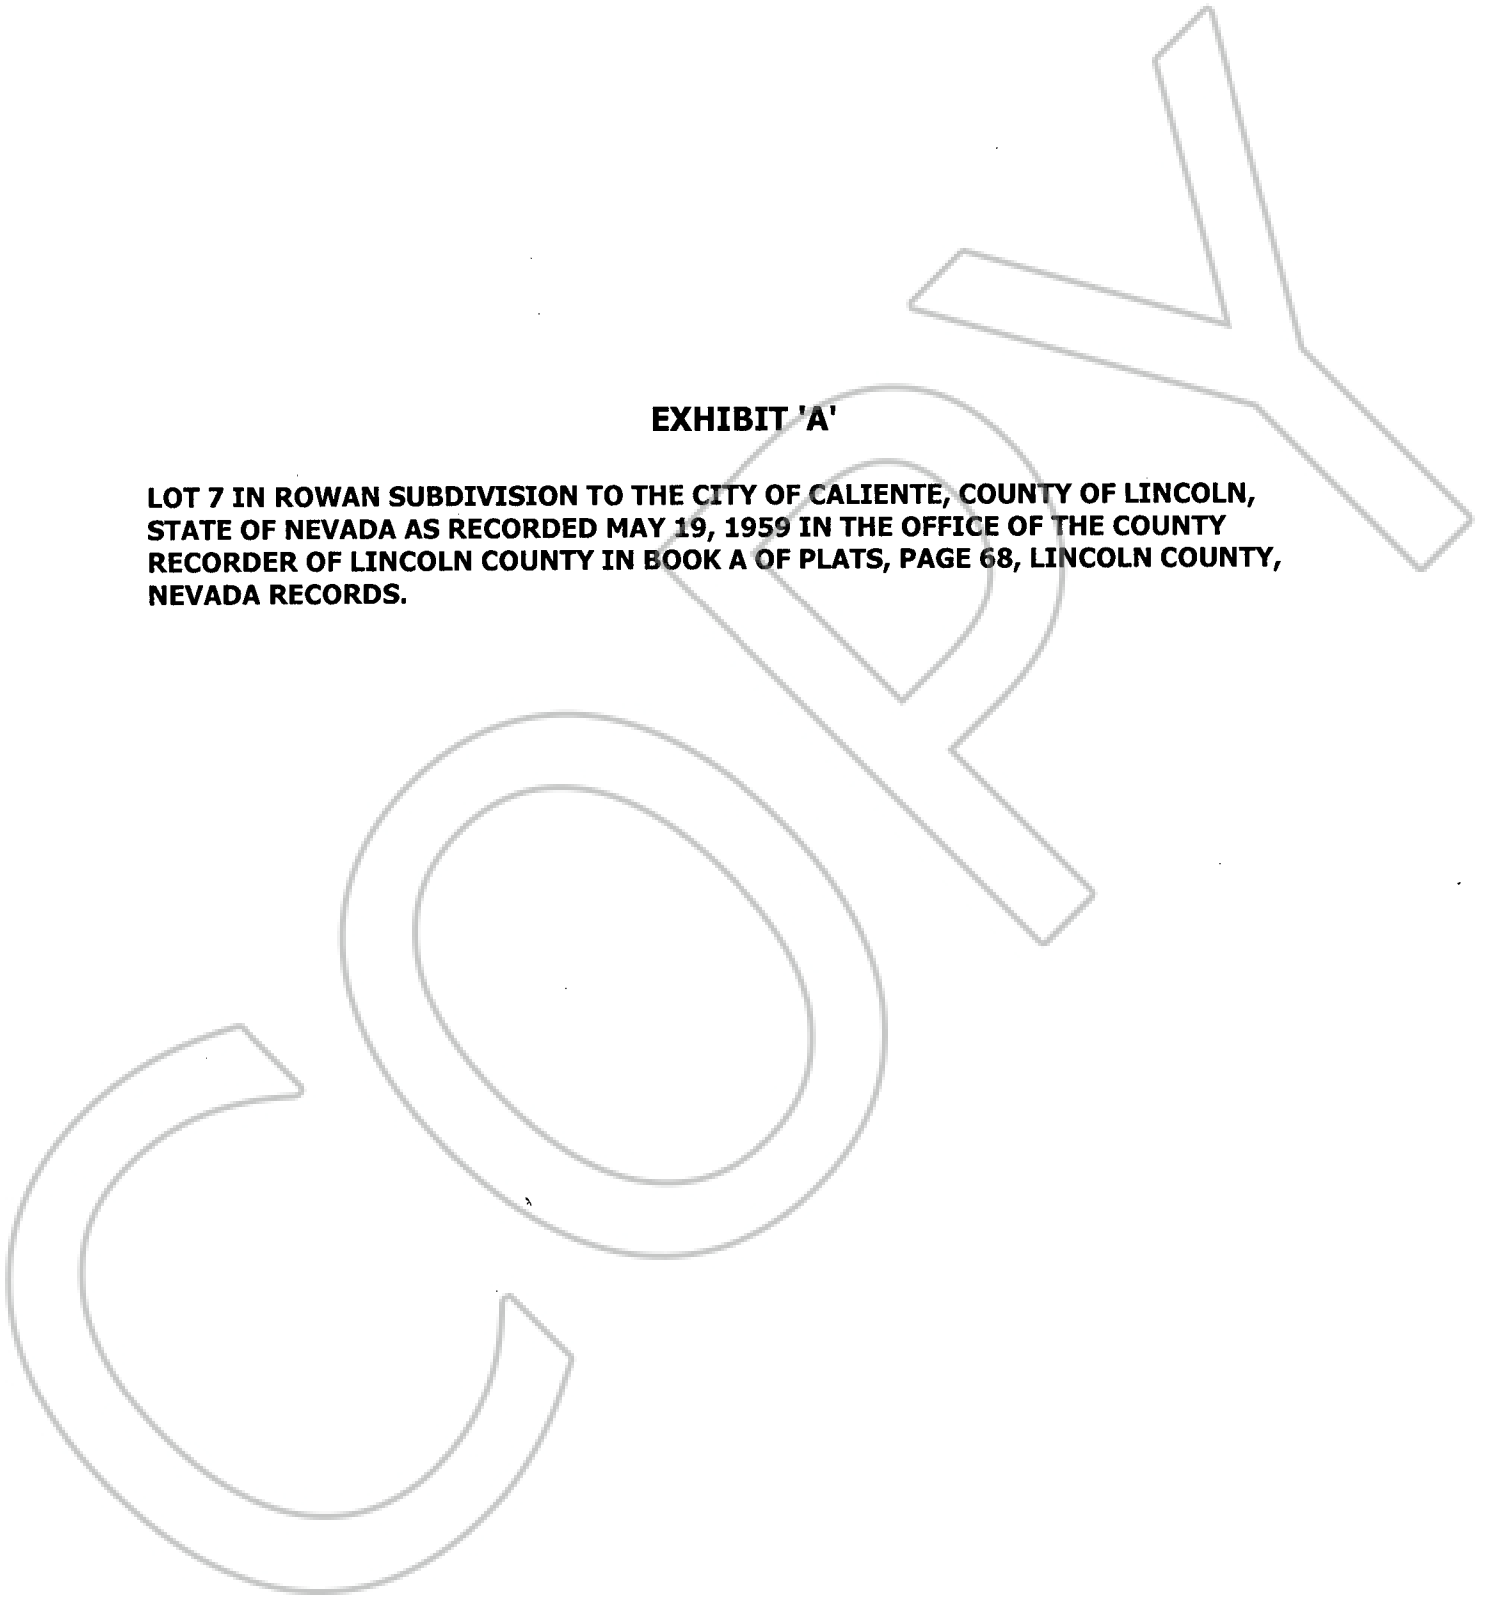 EXHIBIT 'A'
LOT 7 IN ROWAN SUBDIVISION TO THE CITY OF CALIENTE, COUNTY OF LINCOLN,
STATE OF NEVADA AS RECORDED MAY 19, 1959 IN THE OFFICE OF THE COUNTY
RECORDER OF LINCOLN COUNTY IN BOOK A OF PLATS, PAGE 68, LINCOLN COUNTY,
NEVADA RECORDS.
COPY